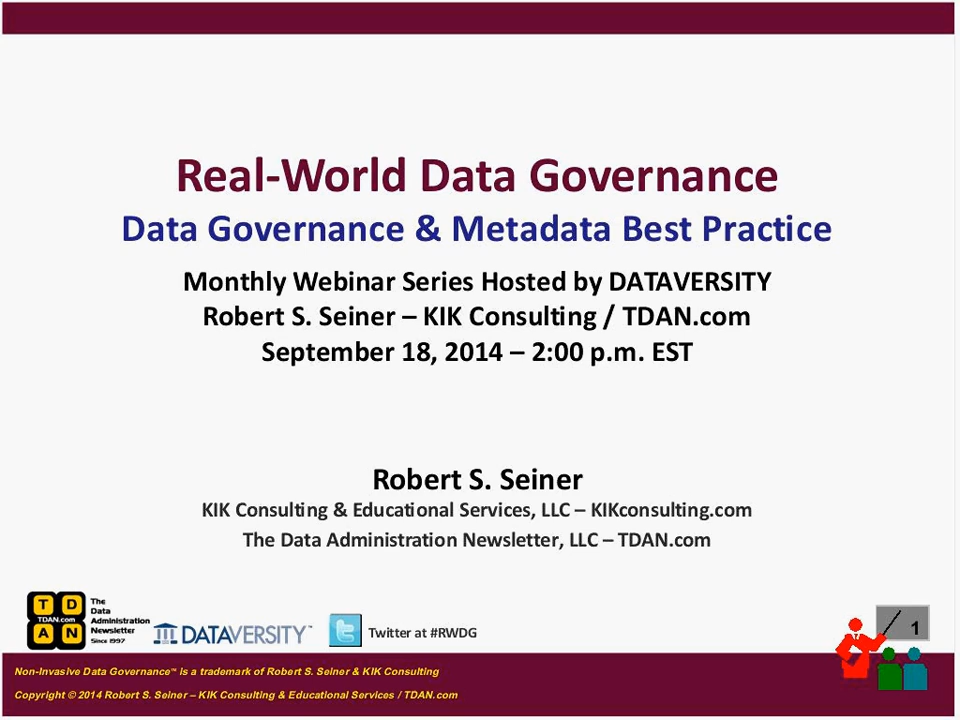 Real-World Data Governance
Data Governance & Metadata Best Practice
Monthly Webinar Series Hosted by DATAVERSITY
Robert S. Seiner – KIK Consulting / TDAN.com
September 18, 2014 – 2:00 p.m. EST
Robert S. Seiner
KIK Consulting & Educational Services, LLC – KIKconsulting.com
The Data Administration Newsletter, LLC – TDAN.com
T D
TDAN.com
A N
The
Data
Administration
Newsletter
Since 1997
DATAVERSITY™
t
Twitter at #RWDG
1
Non-Invasive Data Governance™ is a trademark of Robert S. Seiner & KIK Consulting
Copyright © 2014 Robert S. Seiner – KIK Consulting & Educational Services / TDAN.com